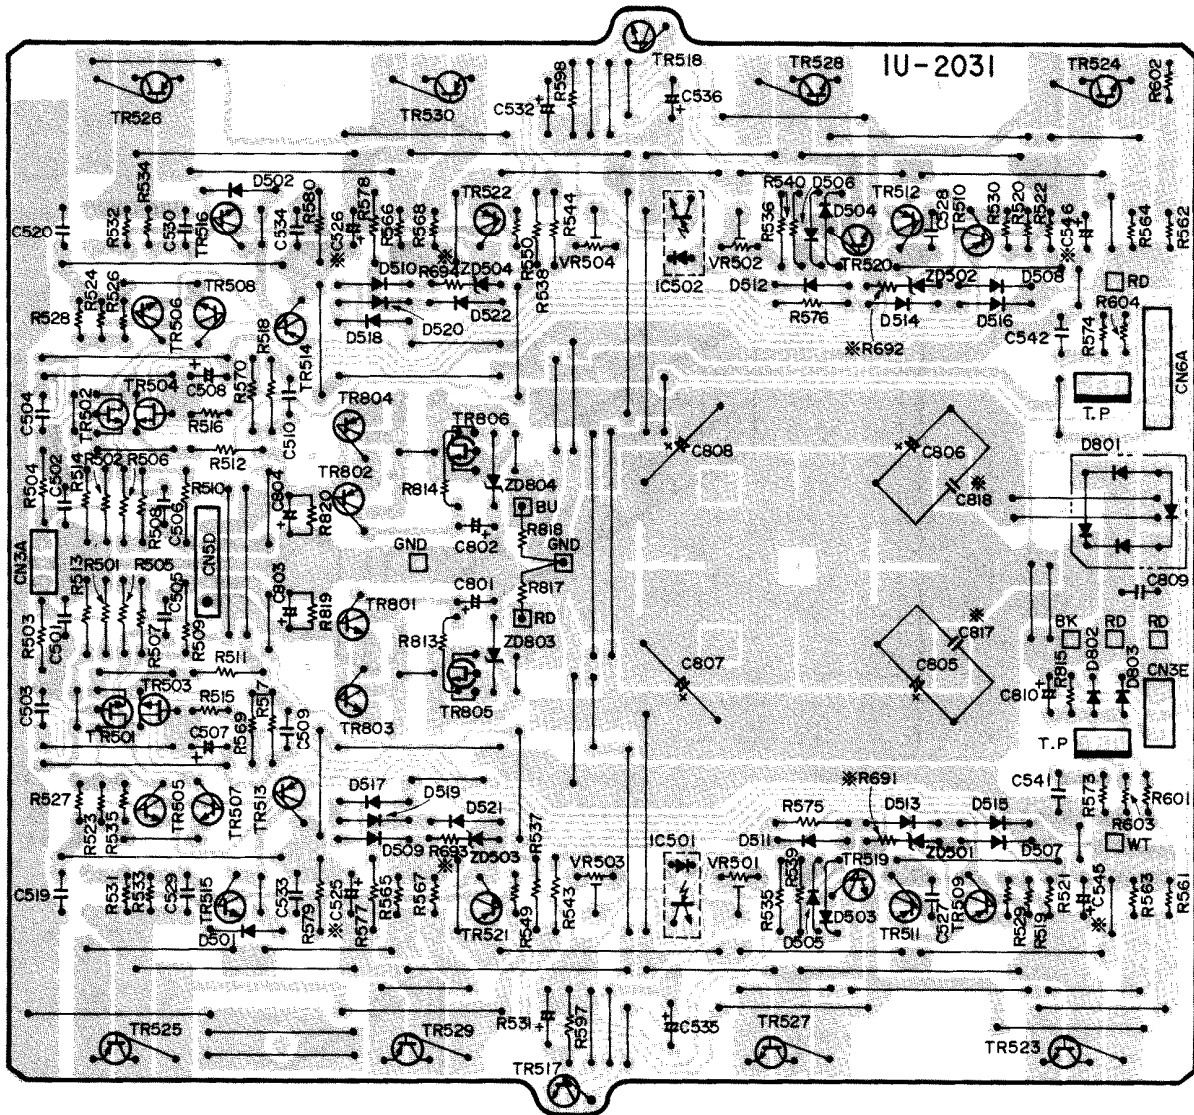 TR518
TR528
1U-2031
TR524
R602
TR526
TR530
C532
+
R598
C536
+
R534
D502
R580
R578
TR522
R540
D506
TR512
TR510
C520
R532
C530
TR516
C534
※C526
R566
R568
R550
R538
R544
VR504
IC502
VR502
R536
D504
TR520
C528
R530
R520
R522
※C546
R564
R562
R524
R526
D510
R694
※
ZD504
D512
ZD502
D508
RD
R528
TR506
TR508
R518
D518
D520
D522
R576
D514
D516
R604
※R692
C542
R574
CN6A
TR514
TR504
C508
R570
TR502
C504
R516
C510
TR804
TR806
T.P
D801
R512
C808
C806
C818
※
R504
C502
R514
R502
R506
R510
TR802
R814
ZD804
BU
C804
R820
R508
C506
C802
R818
CN3A
CN5D
GND
GND
R513
R501
R505
C505
C803
R819
C801
R817
C809
TR801
R813
RD
BK
RD
RD
R503
C501
R507
R509
ZD803
C817
※
D802
R511
C807
C805
R815
D803
CN3E
C503
TR503
R515
R517
TR805
C810
TR501
C507
R569
C509
TR803
T.P
R527
TR505
TR507
TR513
D517
D519
D521
※R691
C541
R573
R601
R523
R535
R575
D513
D515
D509
R693
※
ZD503
R537
IC501
D511
ZD501
D507
R603
WT
VR503
VR501
R539
TR519
C519
R531
R533
C529
TR515
C533
R579
※C525
R577
R565
R567
TR521
R549
R543
R535
D503
TR511
C527
TR509
R529
R519
R521
※C545
R563
R561
D501
D505
R531
+
R597
C535
TR525
TR529
TR527
TR523
TR517